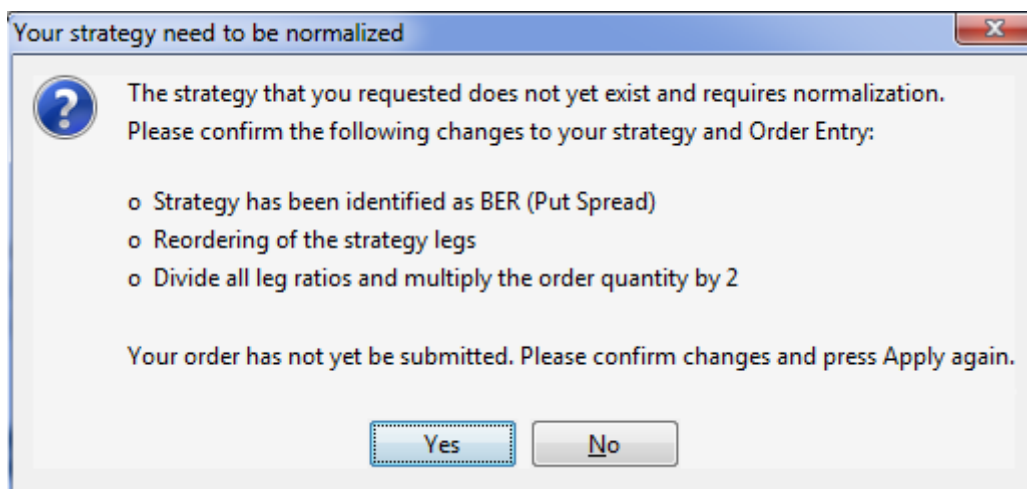 Your strategy need to be normalized
The strategy that you requested does not yet exist and requires normalization.
Please confirm the following changes to your strategy and Order Entry:
o Strategy has been identified as BER (Put Spread)
o Reordering of the strategy legs
o Divide all leg ratios and multiply the order quantity by 2
Your order has not yet be submitted. Please confirm changes and press Apply again.
Yes No